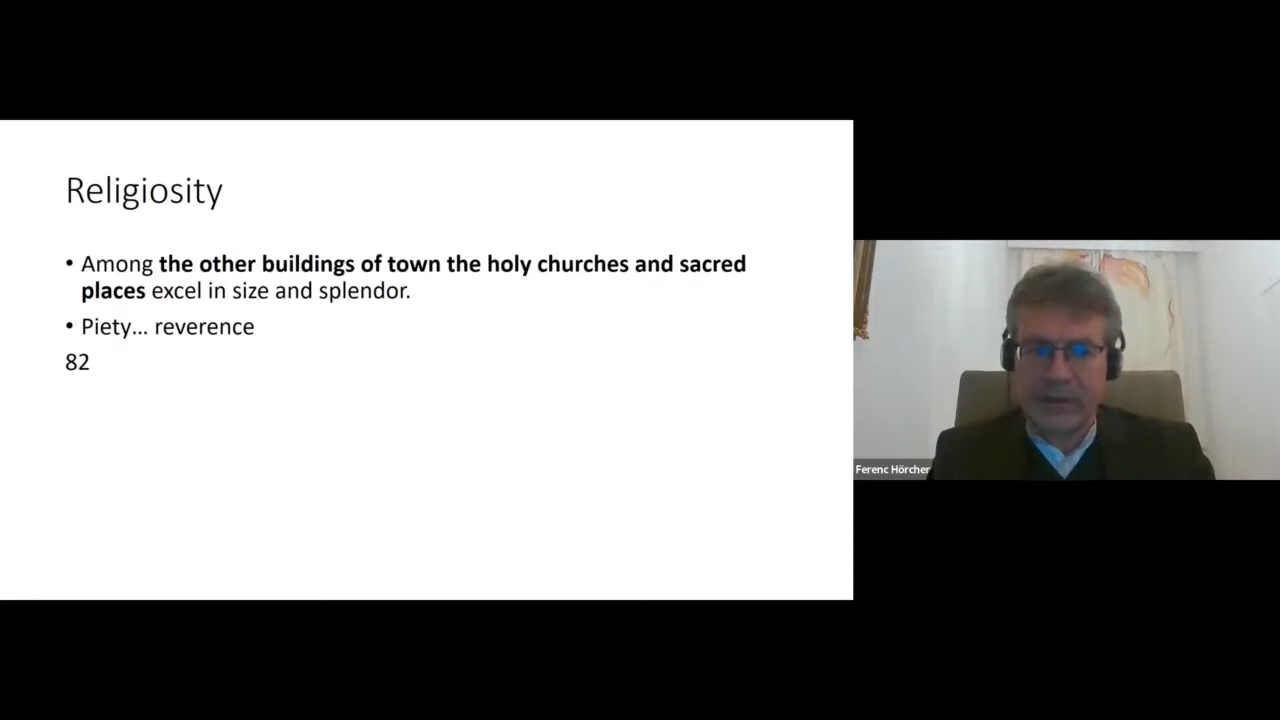 Religiosity
• Among the other buildings of town the holy churches and sacred
places excel in size and splendor.
• Piety... reverence
82
Ferenc Hörcher